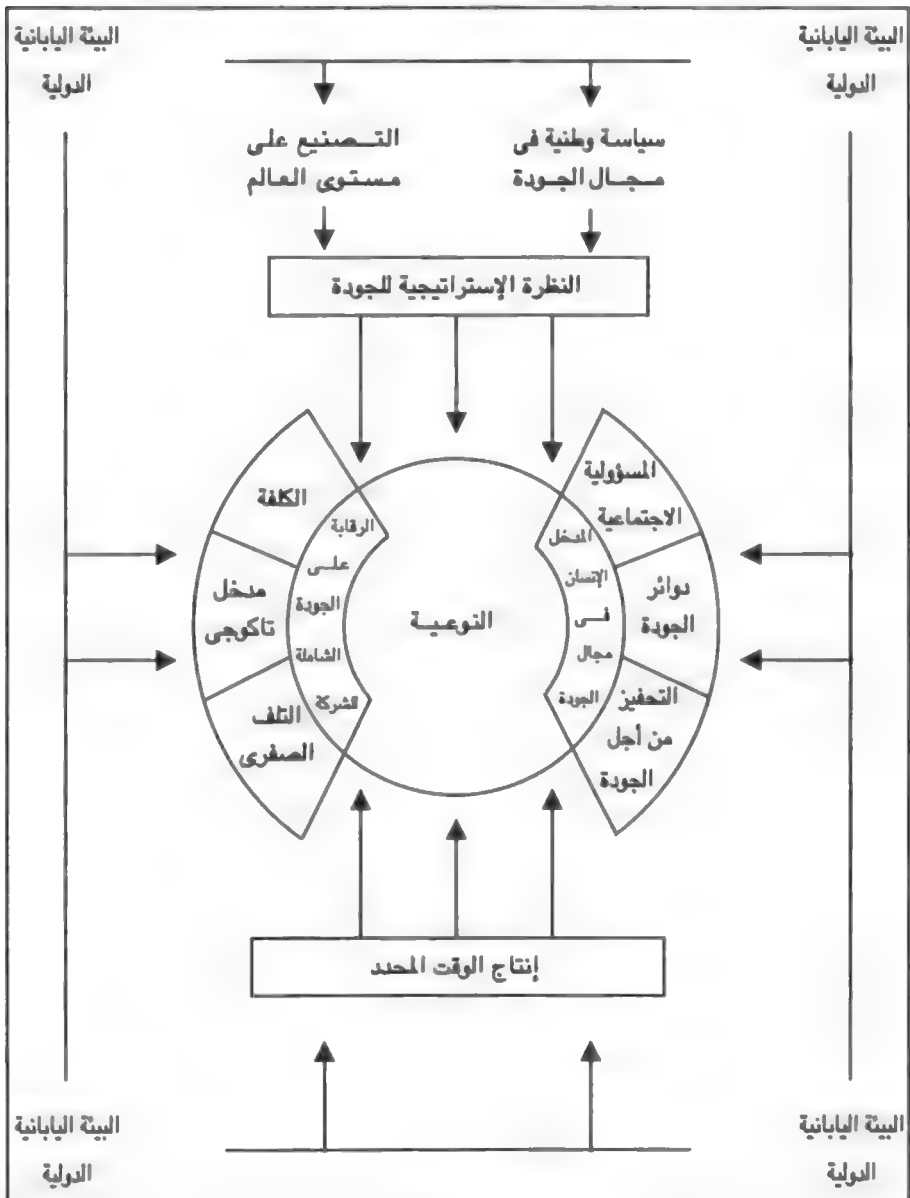 البيئة اليابانية
الدولية
البيئة اليابانية
الدولية
سياسة وطنية فى
مجال الجودة
التصنيع على
مستوى العالم
النظرة الإستراتيجية للجودة
المسؤولية
الاجتماعية
دوائر
الجودة
التحفيز
من أجل
الجودة
المدخل
الإنسان
فى
مجال
الجودة
النوعية
الرقابة
على
الجودة
الشاملة
للشركة
الكلفة
مدخل
تاكوجى
التلف
الصفرى
إنتاج الوقت المحدد
البيئة اليابانية
الدولية
البيئة اليابانية
الدولية